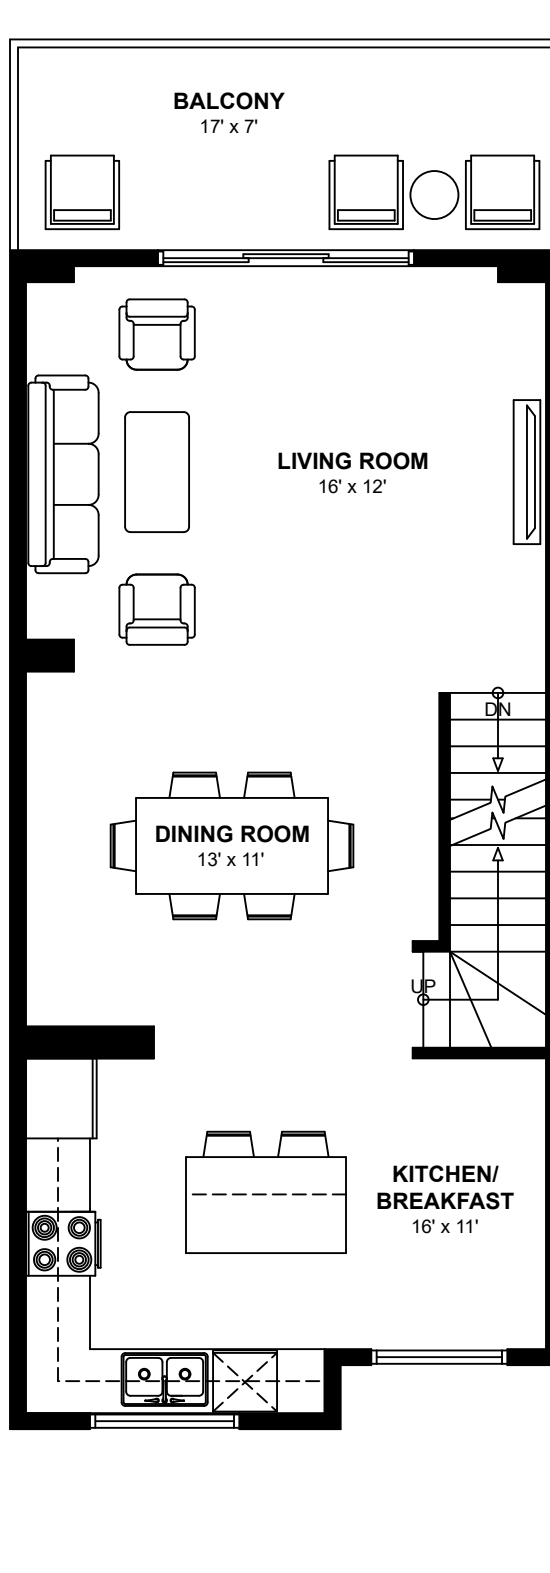 BALCONY
17' x 7'
LIVING ROOM
16' x 12'
DN
DINING ROOM
13' x 11'
UP
KITCHEN/
BREAKFAST
16' x 11'